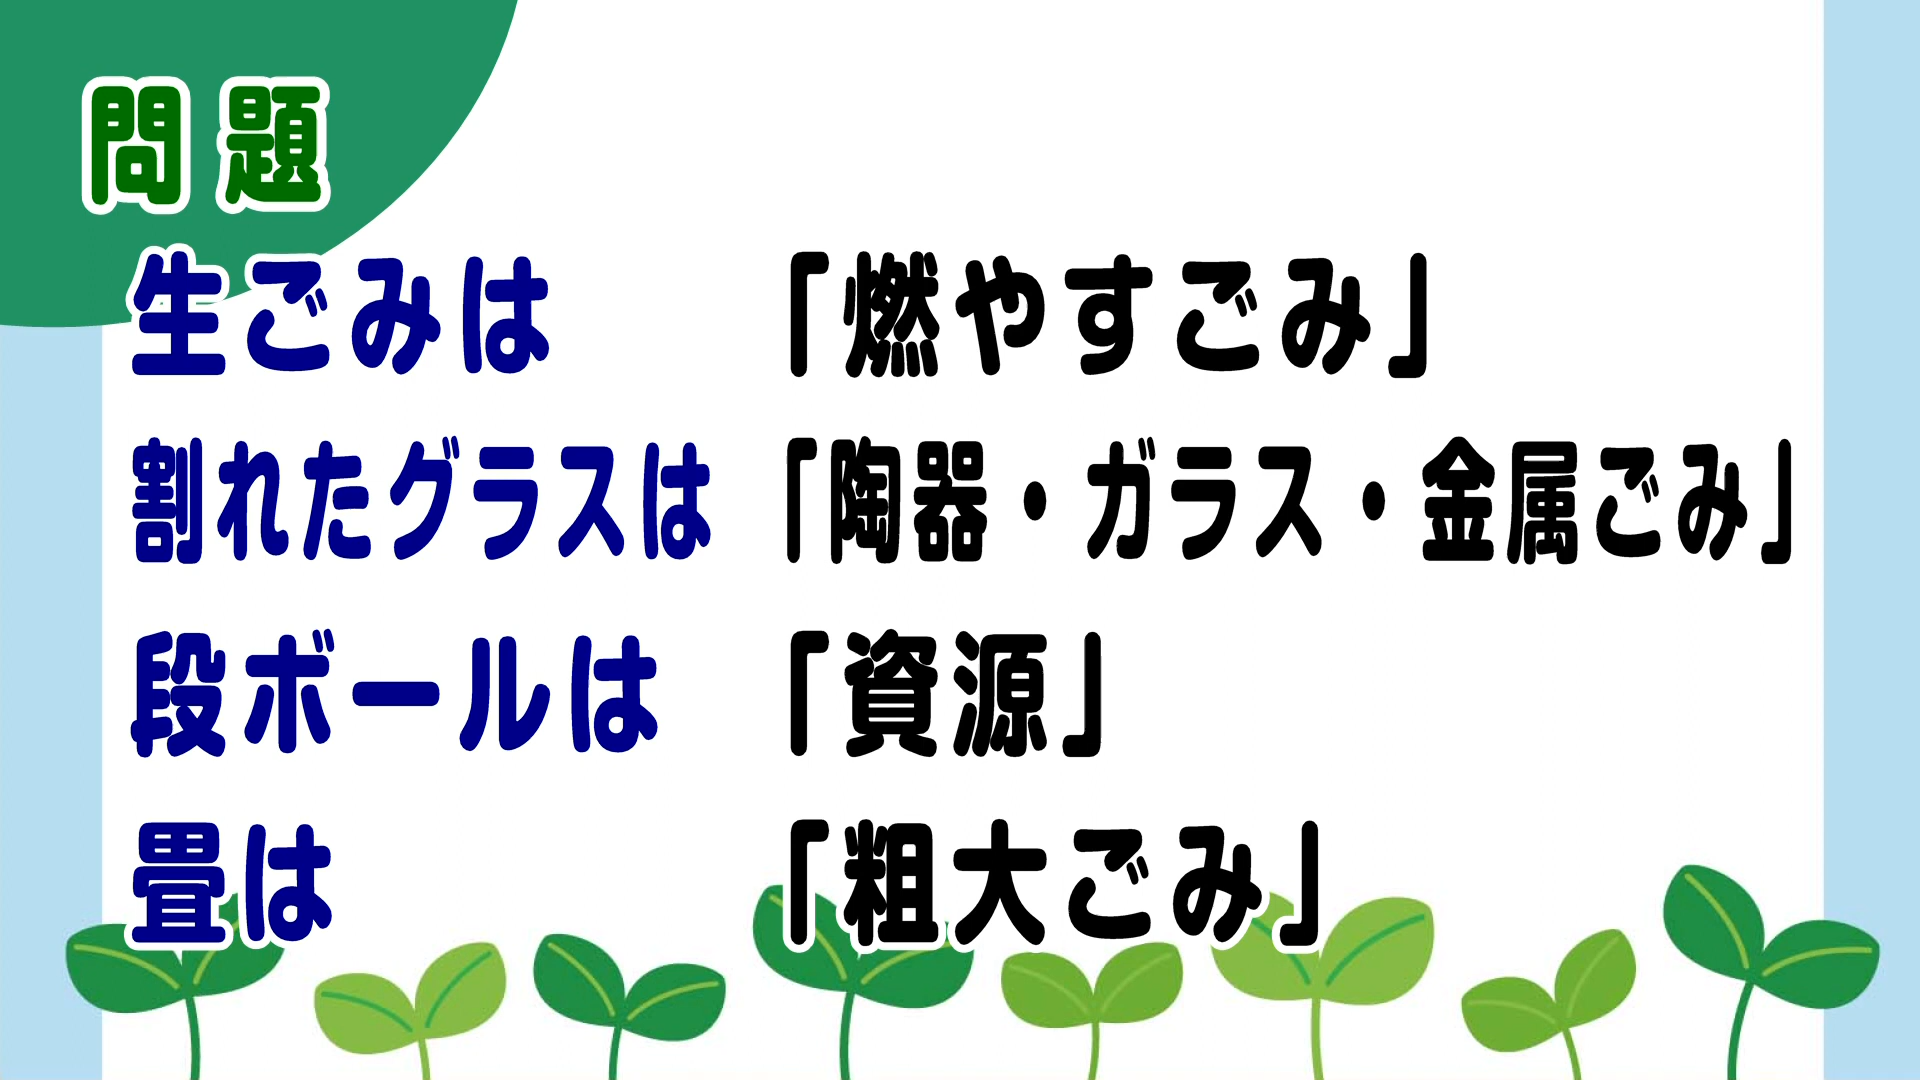 問題
生ごみは 「燃やすごみ」
割れたグラスは 「陶器・ガラス・金属ごみ」
段ボールは 「資源」
畳は 「粗大ごみ」